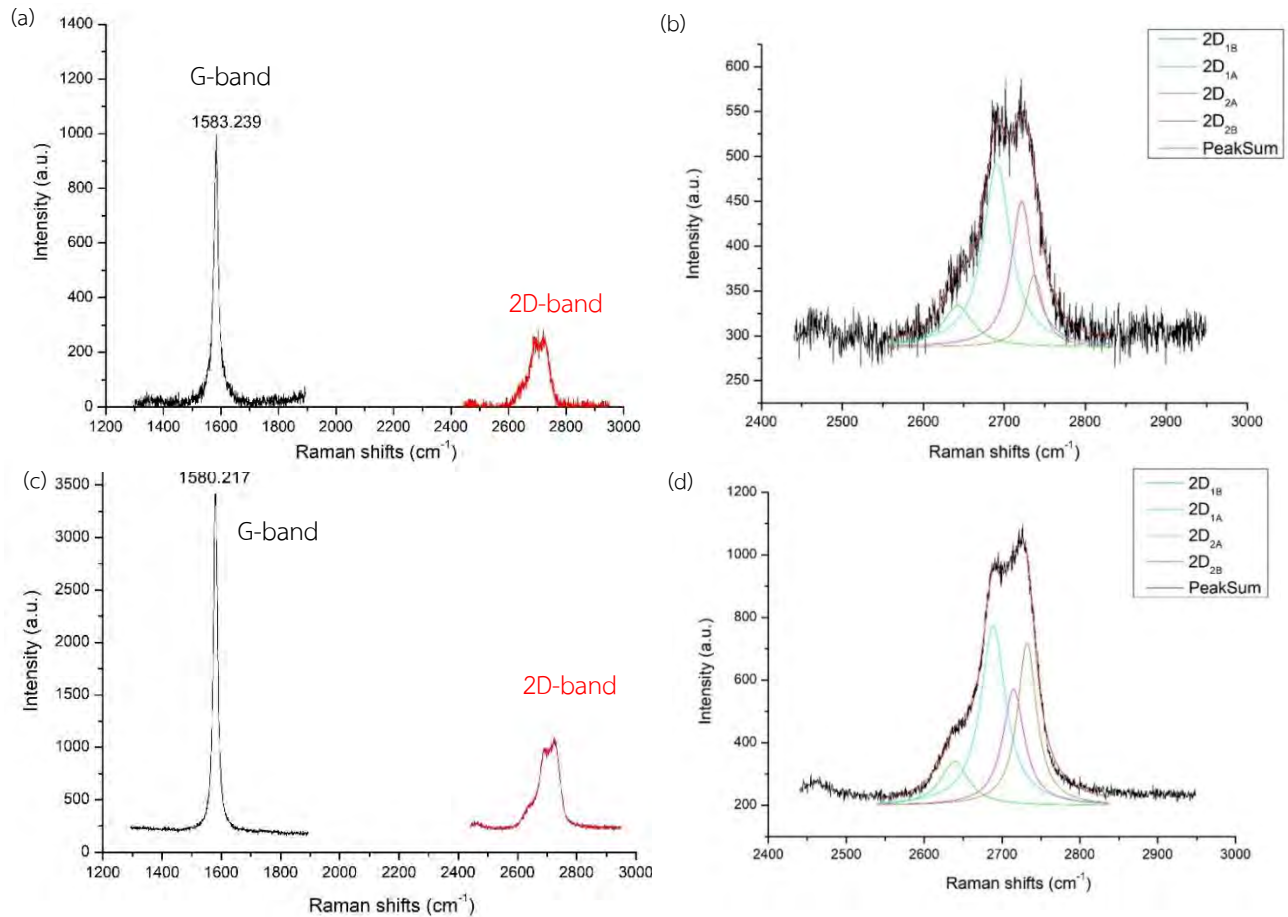 (a)
1400
1200
1000
800
600
400
200
0
G-band
1583.239
2D-band
Intensity (a.u.)
1200 1400 1600 1800 2000 2200 2400 2600 2800 3000
Raman shifts (cm⁻¹)
(b)
600
550
500
450
400
350
300
250
2D₁B
2D₁A
2D₂A
2D₂B
PeakSum
Intensity (a.u.)
2400 2500 2600 2700 2800 2900 3000
Raman shifts (cm⁻¹)
(c)
3500
3000
2500
2000
1500
1000
500
0
1580.217
G-band
2D-band
Intensity (a.u.)
1200 1400 1600 1800 2000 2200 2400 2600 2800 3000
Raman shifts (cm⁻¹)
(d)
1200
1000
800
600
400
200
2D₁B
2D₁A
2D₂A
2D₂B
PeakSum
Intensity (a.u.)
2400 2500 2600 2700 2800 2900 3000
Raman shifts (cm⁻¹)